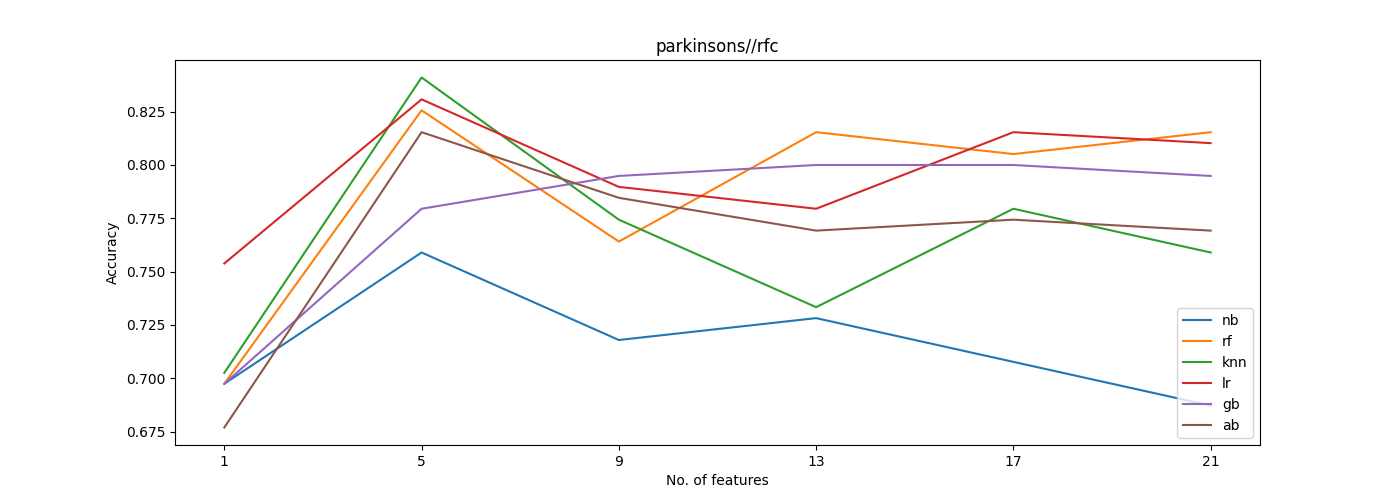 parkinsons//rfc
Accuracy
0.825
0.800
0.775
0.750
0.725
0.700
0.675
1 5 9 13 17 21
No. of features
nb
rf
knn
lr
gb
ab